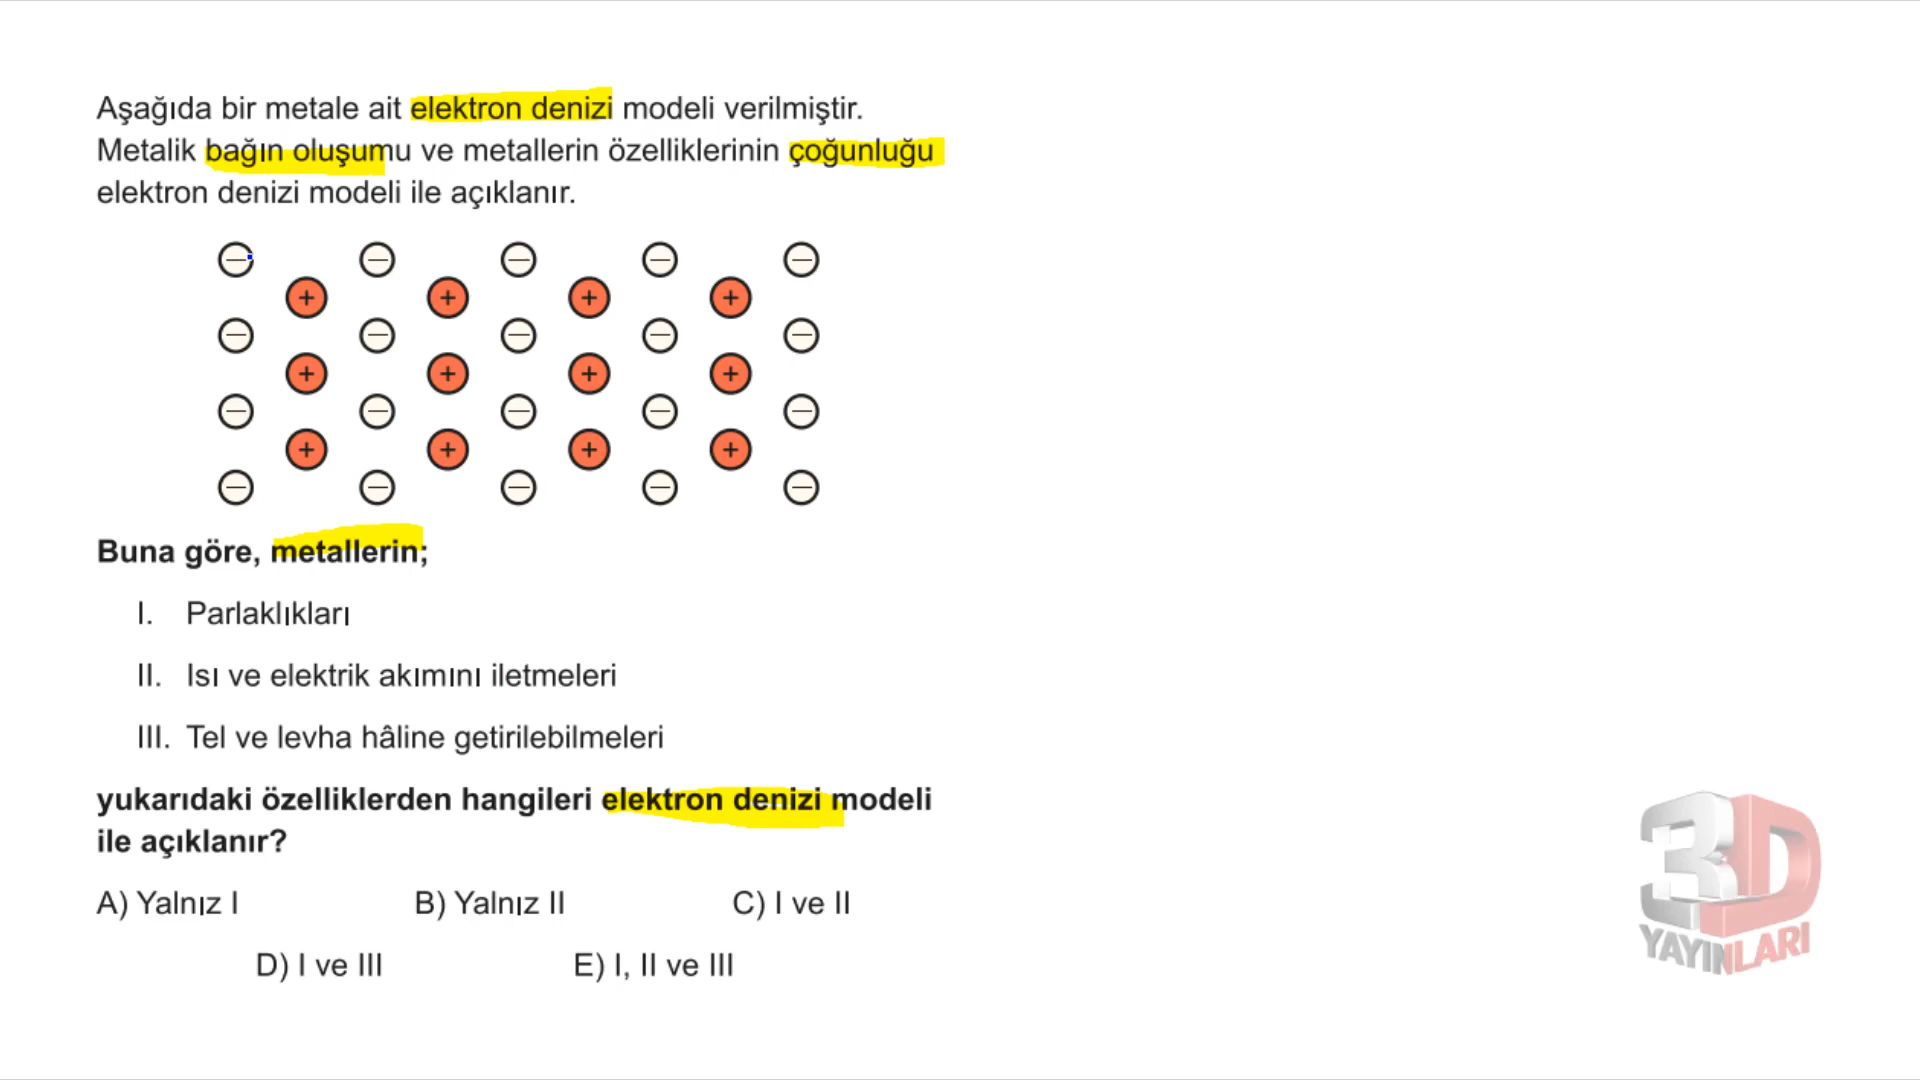 Aşağıda bir metale ait elektron denizi modeli verilmiştir.
Metalik bağın oluşumu ve metallerin özelliklerinin çoğunluğu
elektron denizi modeli ile açıklanır.
− − − − −
+ + + +
− − − − −
+ + + +
− − − − −
+ + + +
− − − − −
Buna göre, metallerin;
I. Parlaklıkları
II. Isı ve elektrik akımını iletmeleri
III. Tel ve levha hâline getirilebilmeleri
yukarıdaki özelliklerden hangileri elektron denizi modeli
ile açıklanır?
A) Yalnız I B) Yalnız II C) I ve II
D) I ve III E) I, II ve III
3D
YAYINLARI